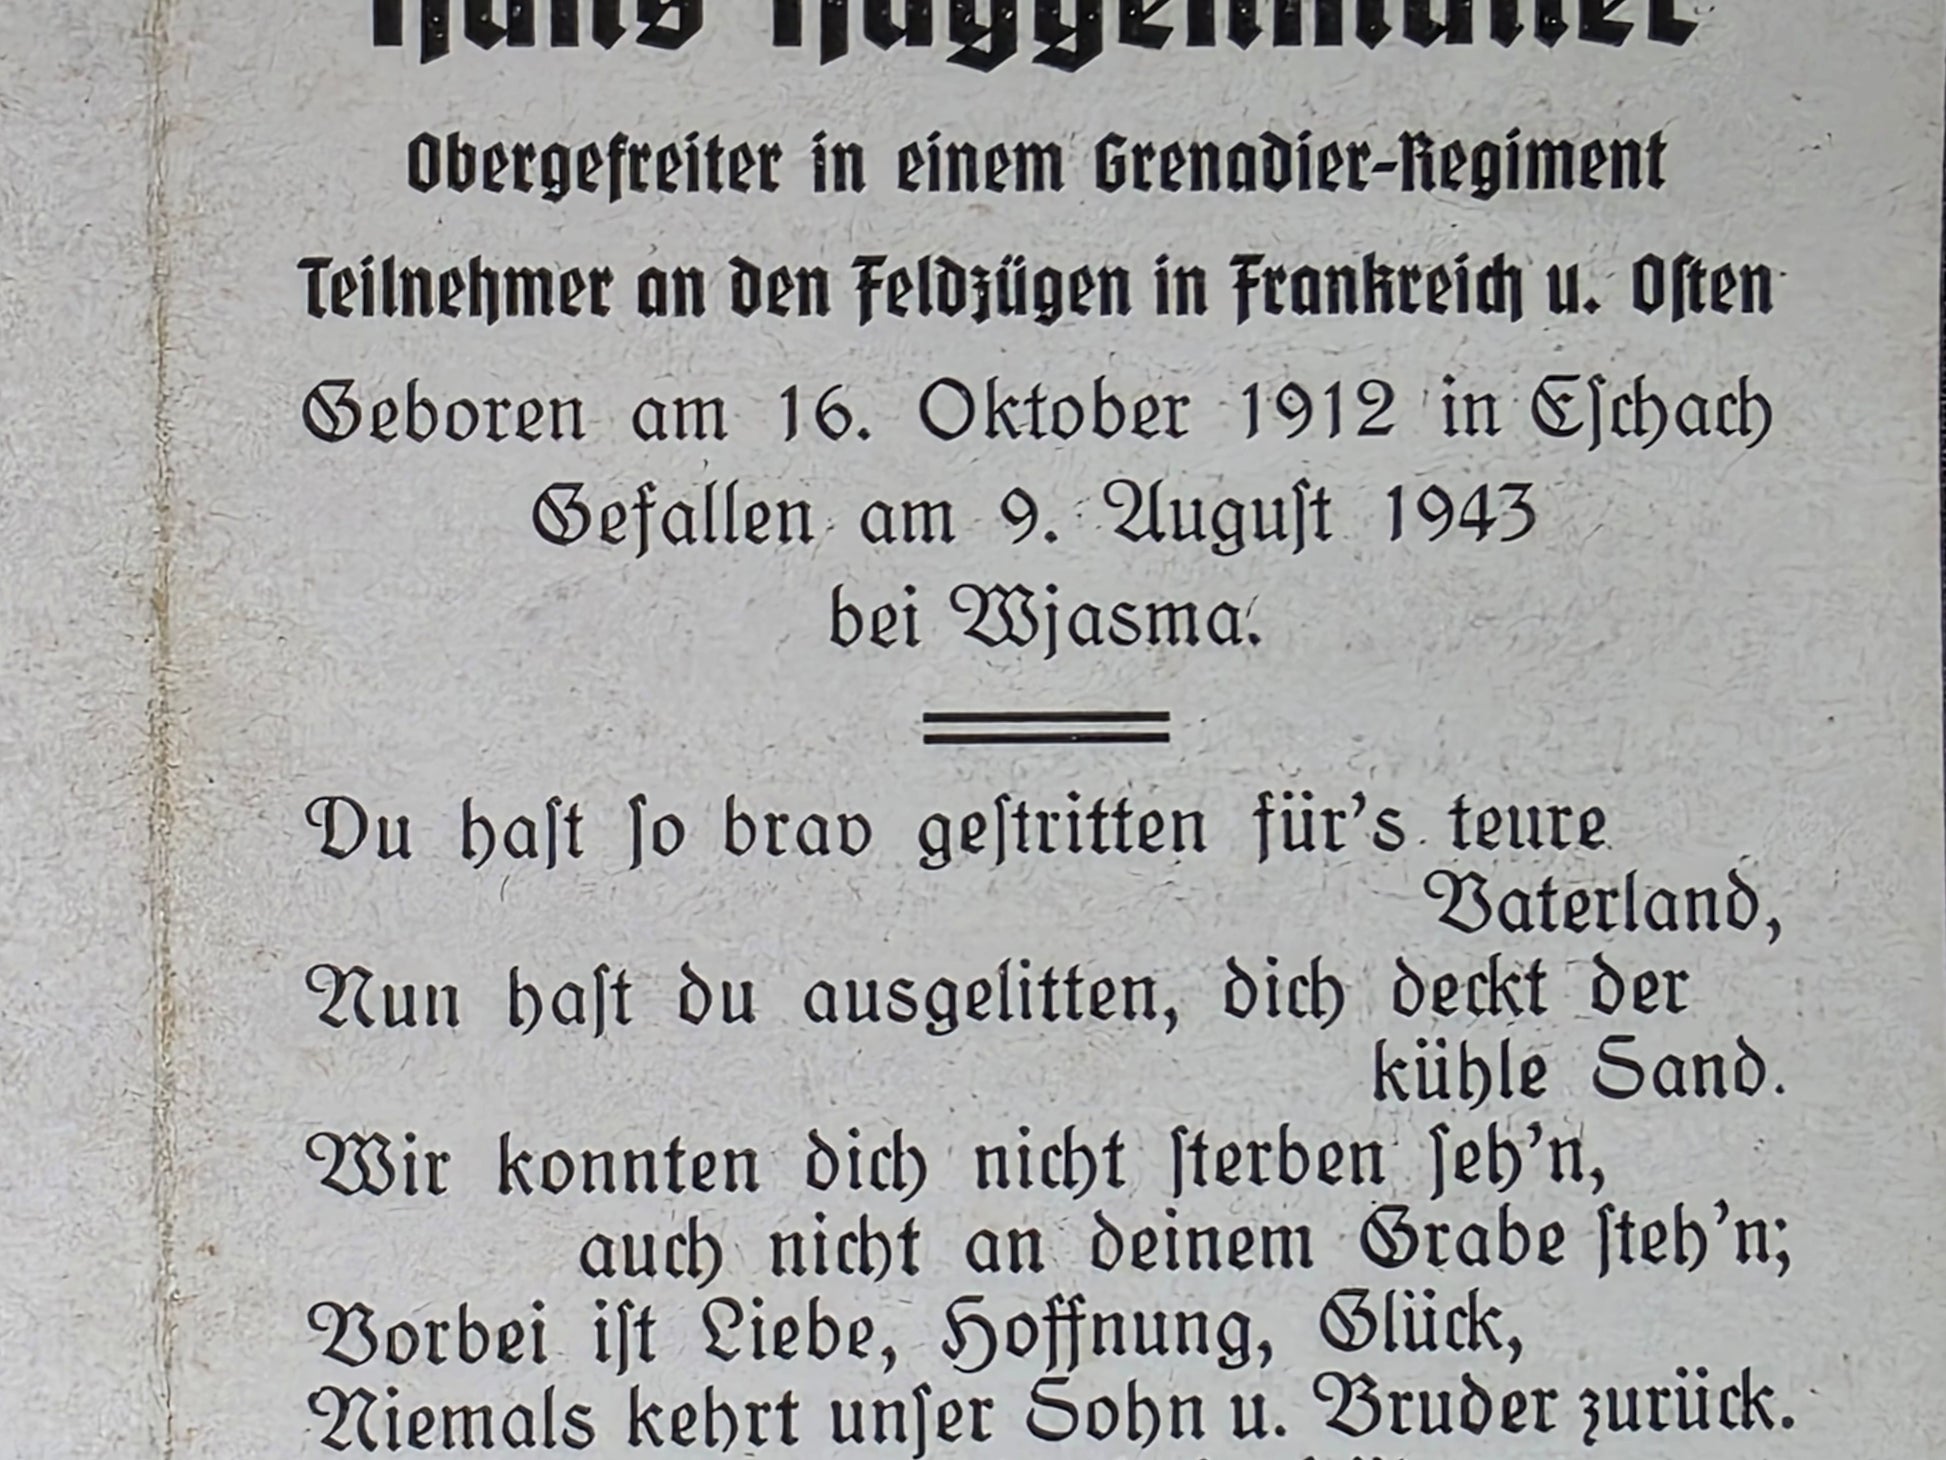 Hans Haggenmüller
Obergefreiter in einem Grenadier-Regiment
Teilnehmer an den Feldzügen in Frankreich u. Oſten
Geboren am 16. Oktober 1912 in Eſchach
Gefallen am 9. Auguſt 1943
bei Wjasma.
Du haſt ſo brav geſtritten für's teure
Vaterland,
Nun haſt du ausgelitten, dich deckt der
kühle Sand.
Wir konnten dich nicht ſterben ſeh'n,
auch nicht an deinem Grabe ſteh'n;
Vorbei iſt Liebe, Hoffnung, Glück,
Niemals kehrt unſer Sohn u. Bruder zurück.